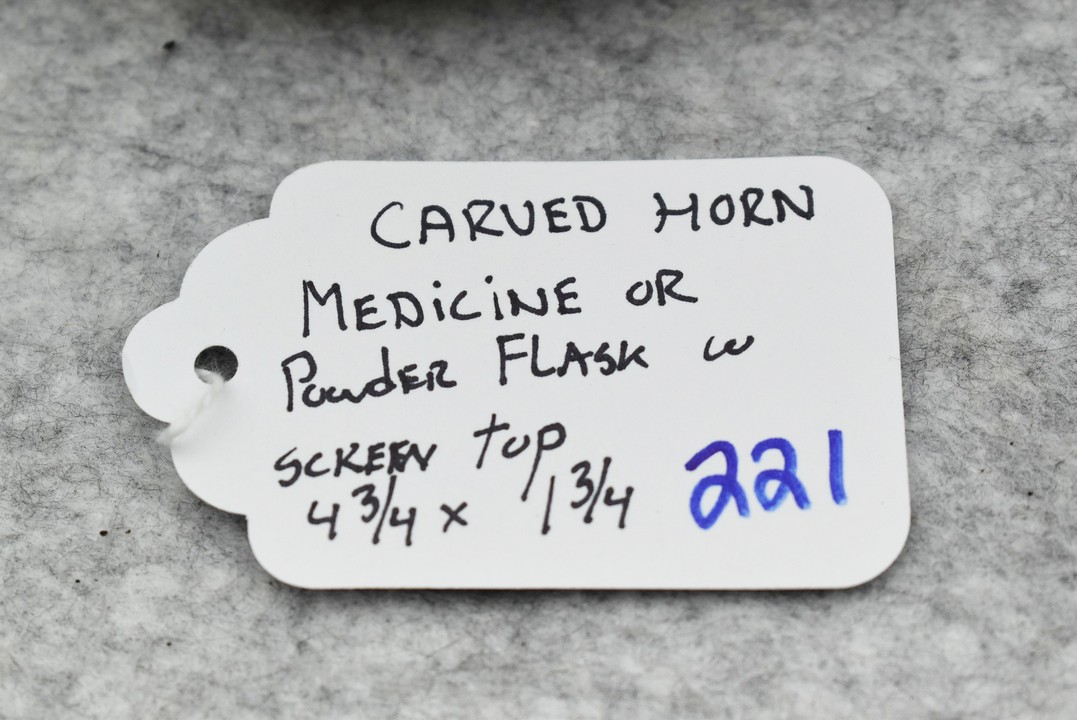 CARVED HORN
MEDICINE OR
POWDER FLASK w
SCREEN top
4 3/4 x 1 3/4 221